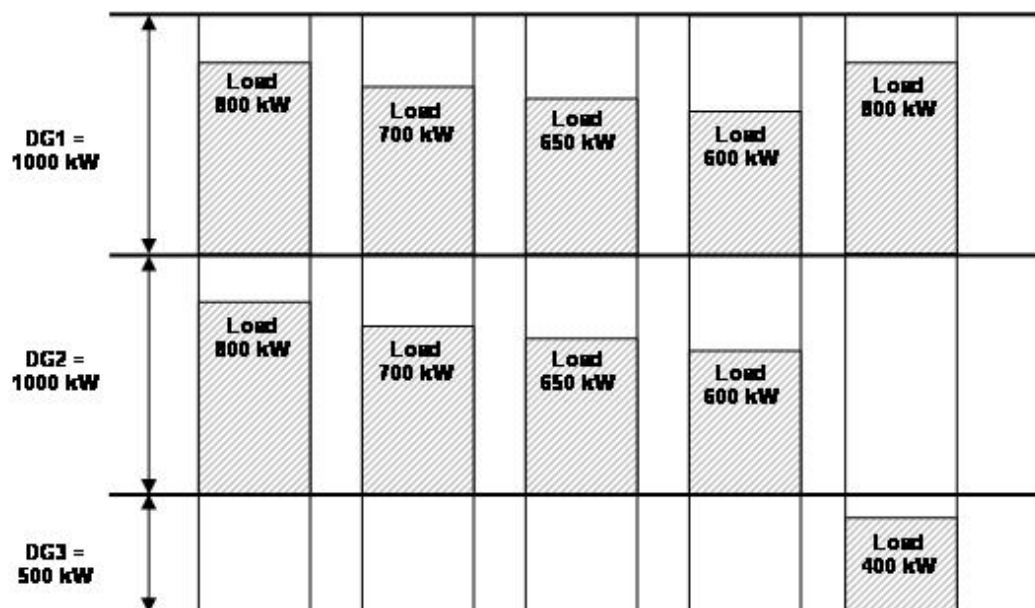 DG1 =
1000 kW
Load
800 kW
Load
700 kW
Load
650 kW
Load
600 kW
Load
800 kW
DG2 =
1000 kW
Load
800 kW
Load
700 kW
Load
650 kW
Load
600 kW
DG3 =
500 kW
Load
400 kW